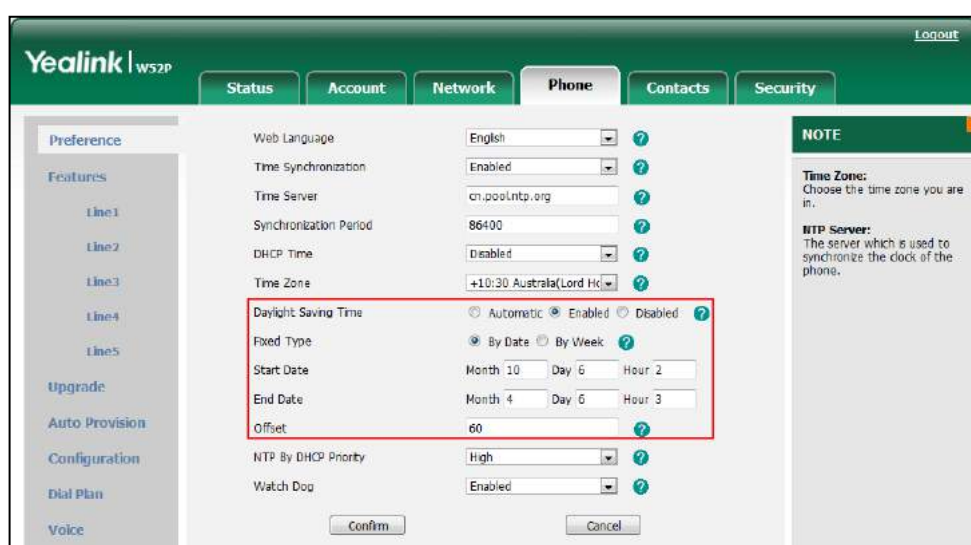 Logout
Yealink | W52P
Status Account Network Phone Contacts Security
Preference
Features
Line1
Line2
Line3
Line4
Line5
Upgrade
Auto Provision
Configuration
Dial Plan
Voice
Web Language English
Time Synchronization Enabled
Time Server cn.pool.ntp.org
Synchronization Period 86400
DHCP Time Disabled
Time Zone +10:30 Australia(Lord Ho
Daylight Saving Time Automatic Enabled Disabled
Fixed Type By Date By Week
Start Date Month 10 Day 6 Hour 2
End Date Month 4 Day 6 Hour 3
Offset 60
NTP By DHCP Priority High
Watch Dog Enabled
Confirm Cancel
NOTE
Time Zone:
Choose the time zone you are
in.
NTP Server:
The server which is used to
synchronize the clock of the
phone.